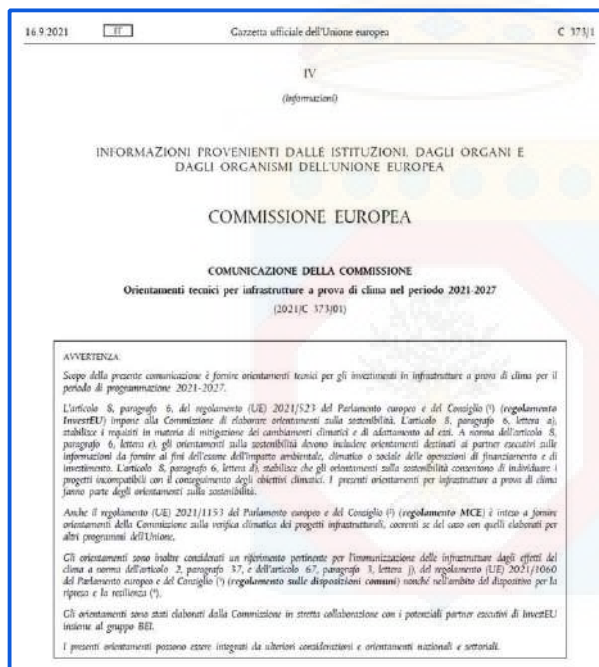 16.9.2021 IT Gazzetta ufficiale dell'Unione europea C 373/1
IV
(Informazioni)
INFORMAZIONI PROVENIENTI DALLE ISTITUZIONI, DAGLI ORGANI E
DAGLI ORGANISMI DELL'UNIONE EUROPEA
COMMISSIONE EUROPEA
COMUNICAZIONE DELLA COMMISSIONE
Orientamenti tecnici per infrastrutture a prova di clima nel periodo 2021-2027
(2021/C 373/01)
AVVERTENZA:
Scopo della presente comunicazione è fornire orientamenti tecnici per gli investimenti in infrastrutture a prova di clima per il
periodo di programmazione 2021-2027.
L'articolo 8, paragrafo 6, del regolamento (UE) 2021/523 del Parlamento europeo e del Consiglio (¹) (regolamento
InvestEU) impone alla Commissione di elaborare orientamenti sulla sostenibilità. L'articolo 8, paragrafo 6, lettera a),
stabilisce i requisiti in materia di mitigazione dei cambiamenti climatici e di adattamento ad essi. A norma dell'articolo 8,
paragrafo 6, lettera e), gli orientamenti sulla sostenibilità devono includere orientamenti destinati ai partner esecutivi sulle
informazioni da fornire ai fini dell'esame dell'impatto ambientale, climatico o sociale delle operazioni di finanziamento e di
investimento. L'articolo 8, paragrafo 6, lettera d), stabilisce che gli orientamenti sulla sostenibilità consentono di individuare i
progetti incompatibili con il conseguimento degli obiettivi climatici. I presenti orientamenti per infrastrutture a prova di clima
fanno parte degli orientamenti sulla sostenibilità.
Anche il regolamento (UE) 2021/1153 del Parlamento europeo e del Consiglio (²) (regolamento MCE) è inteso a fornire
orientamenti della Commissione sulla verifica climatica dei progetti infrastrutturali, coerenti se del caso con quelli elaborati per
altri programmi dell'Unione.
Gli orientamenti sono inoltre considerati un riferimento pertinente per l'immunizzazione delle infrastrutture dagli effetti del
clima a norma dell'articolo 2, paragrafo 37, e dell'articolo 67, paragrafo 3, lettera j), del regolamento (UE) 2021/1060
del Parlamento europeo e del Consiglio (³) (regolamento sulle disposizioni comuni) nonché nell'ambito del dispositivo per la
ripresa e la resilienza (⁴).
Gli orientamenti sono stati elaborati dalla Commissione in stretta collaborazione con i potenziali partner esecutivi di InvestEU
insieme al gruppo BEI.
I presenti orientamenti possono essere integrati da ulteriori considerazioni e orientamenti nazionali e settoriali.